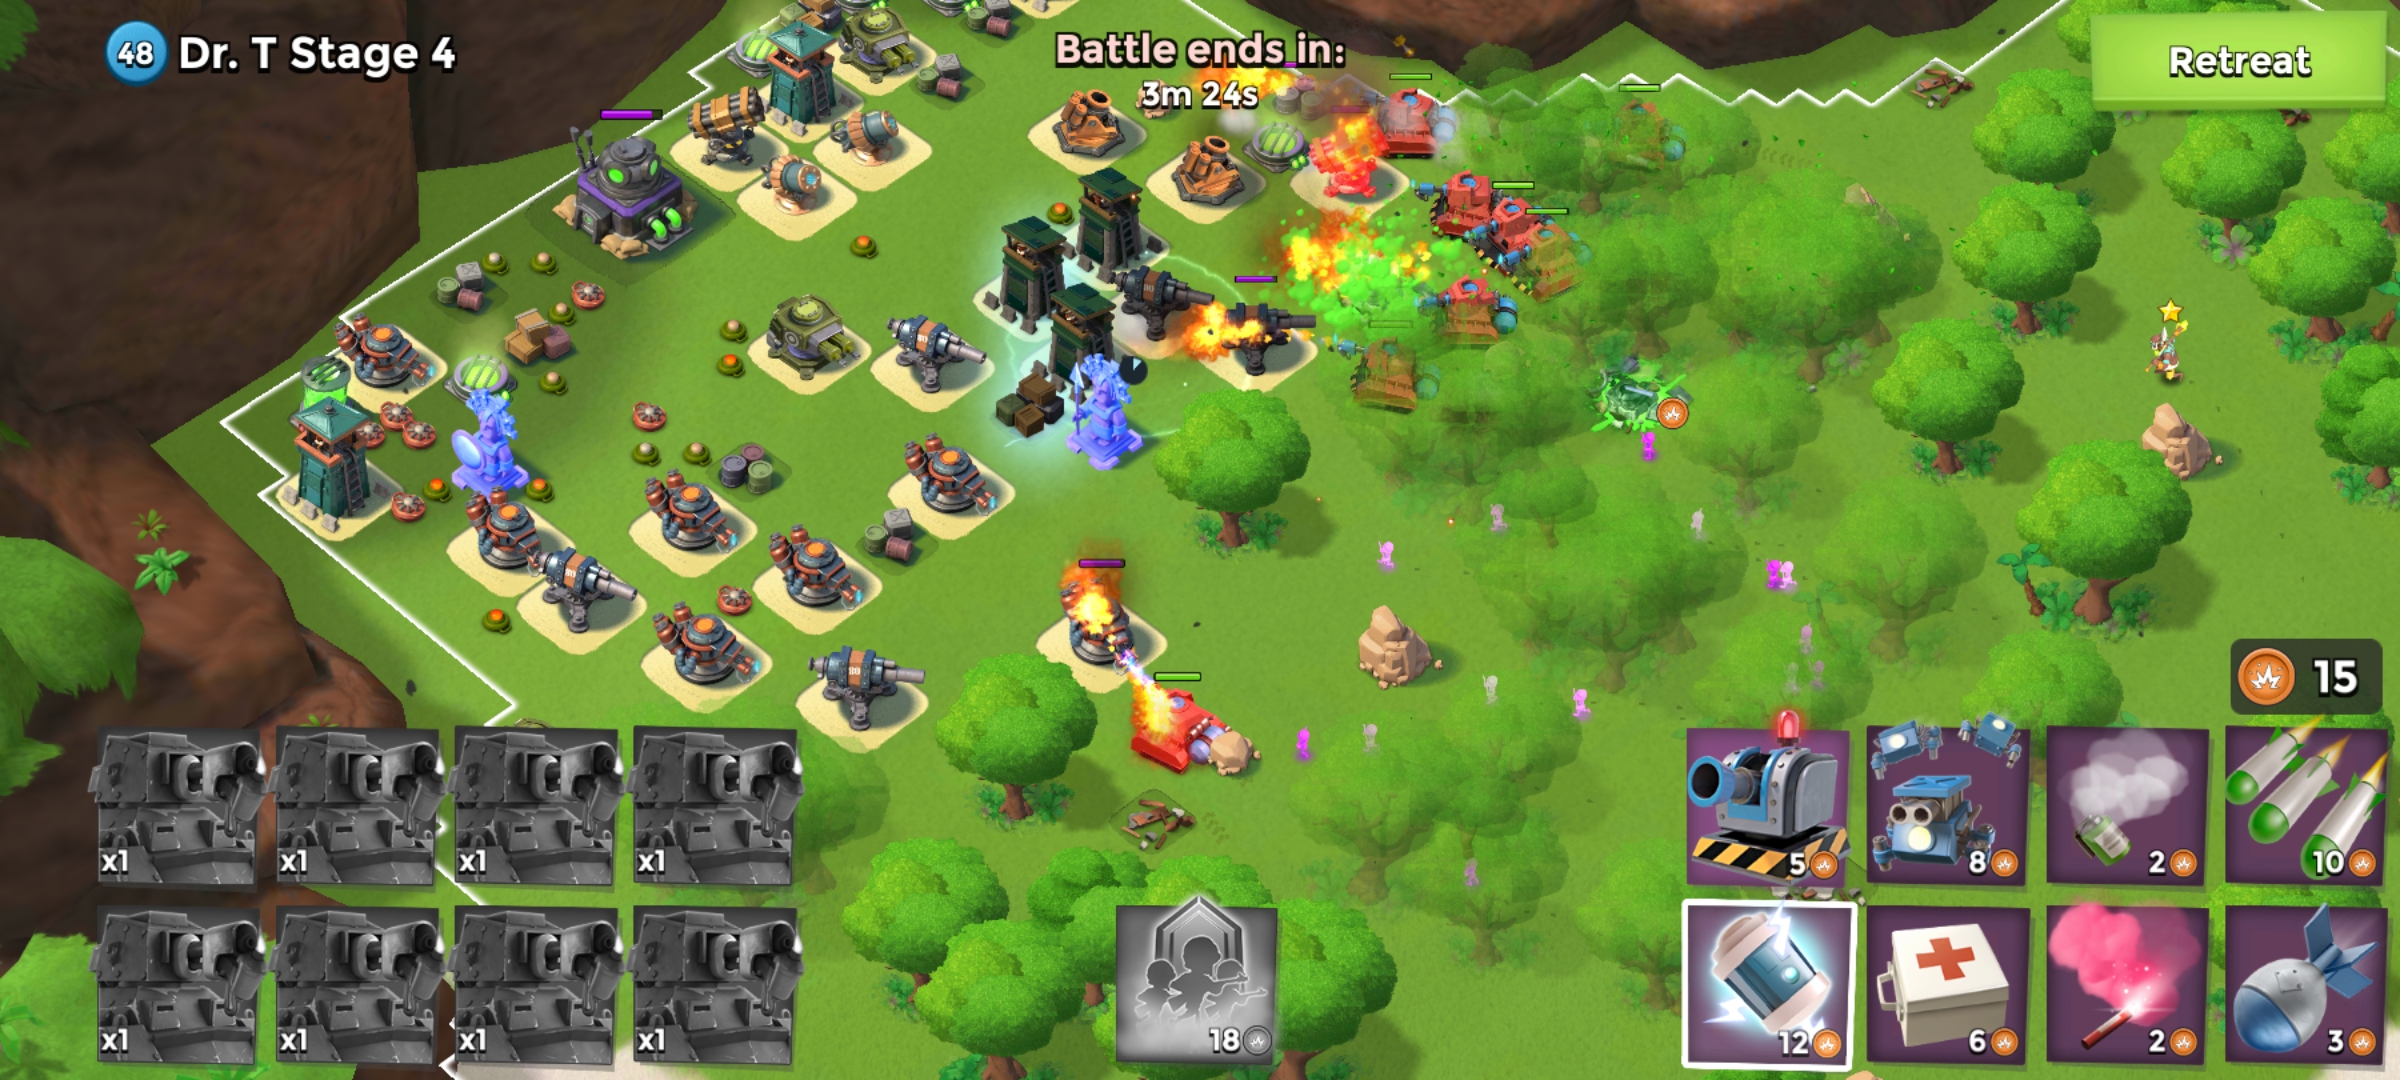 48 Dr. T Stage 4
Battle ends in:
3m 24s
Retreat
15
x1 x1 x1 x1
5 8 2 10
x1 x1 x1 x1
18
12 6 2 3